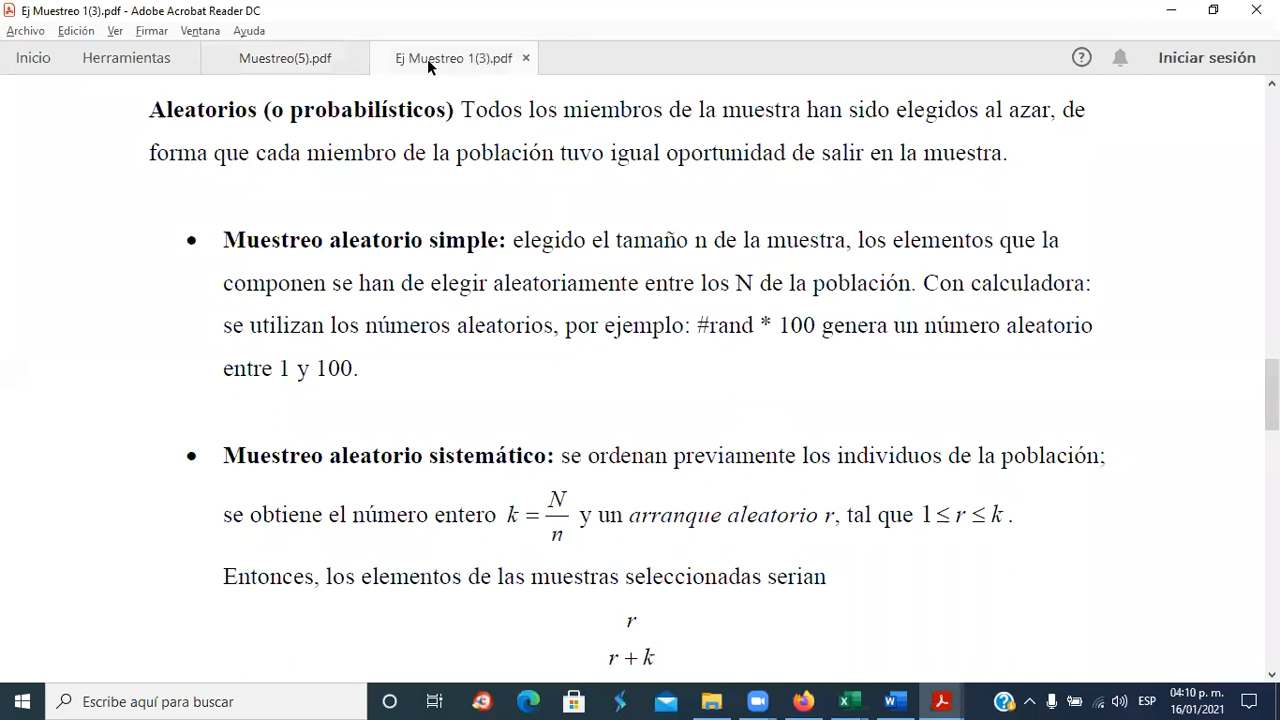 Ej Muestreo 1(3).pdf - Adobe Acrobat Reader DC
Archivo Edición Ver Firmar Ventana Ayuda
Inicio Herramientas Muestreo(5).pdf Ej Muestreo 1(3).pdf × ? Iniciar sesión
Aleatorios (o probabilísticos) Todos los miembros de la muestra han sido elegidos al azar, de
forma que cada miembro de la población tuvo igual oportunidad de salir en la muestra.
• Muestreo aleatorio simple: elegido el tamaño n de la muestra, los elementos que la
componen se han de elegir aleatoriamente entre los N de la población. Con calculadora:
se utilizan los números aleatorios, por ejemplo: #rand * 100 genera un número aleatorio
entre 1 y 100.
• Muestreo aleatorio sistemático: se ordenan previamente los individuos de la población;
se obtiene el número entero k = N/n y un arranque aleatorio r, tal que 1 ≤ r ≤ k .
Entonces, los elementos de las muestras seleccionadas serian
r
r + k
Escribe aquí para buscar
ESP
04:10 p. m.
16/01/2021